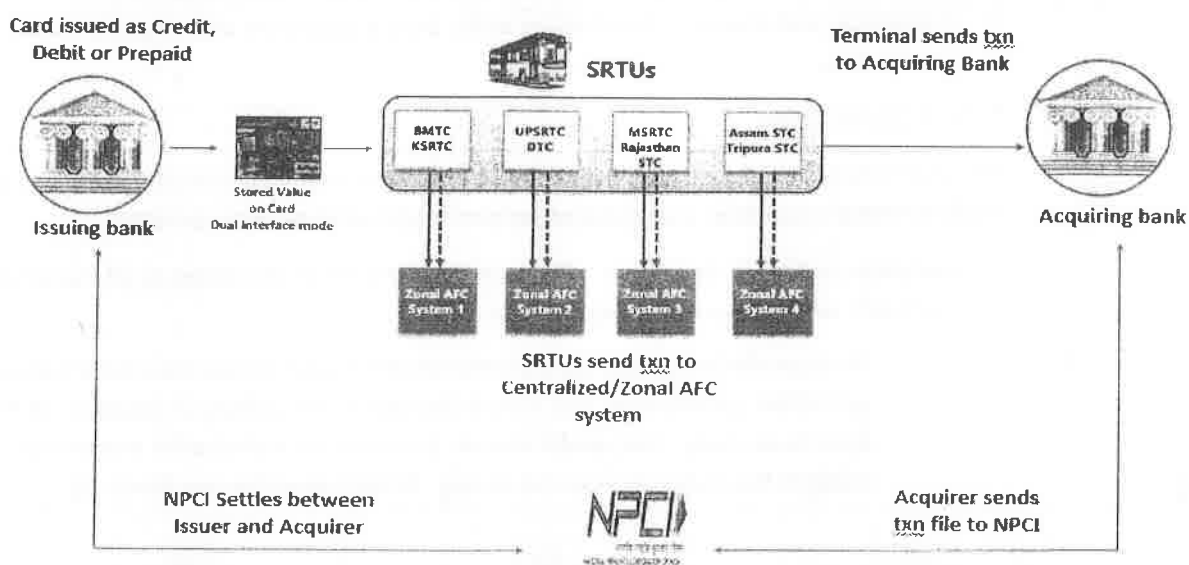 Card issued as Credit,
Debit or Prepaid
Issuing bank
Stored Value
on Card
Dual Interface mode
SRTUs
BMTC
KSRTC
UPSRTC
DTC
MSRTC
Rajasthan
STC
Assam STC
Tripura STC
Terminal sends txn
to Acquiring Bank
Acquiring bank
Zonal AFC
System 1
Zonal AFC
System 2
Zonal AFC
System 3
Zonal AFC
System 4
SRTUs send txn to
Centralized/Zonal AFC
system
NPCI Settles between
Issuer and Acquirer
NPCI
Acquirer sends
txn file to NPCI